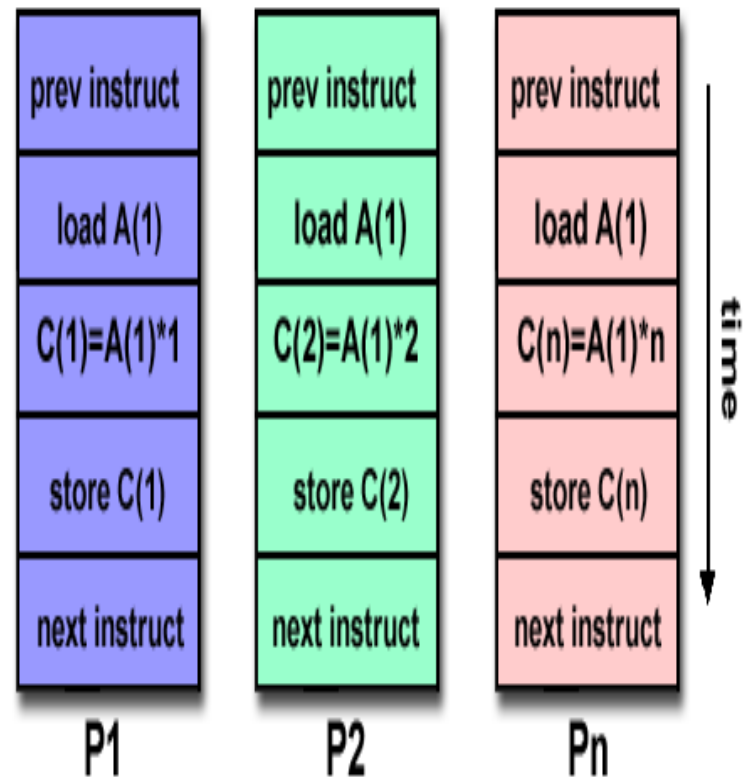 prev instruct
load A(1)
C(1)=A(1)*1
store C(1)
next instruct
P1
prev instruct
load A(1)
C(2)=A(1)*2
store C(2)
next instruct
P2
prev instruct
load A(1)
C(n)=A(1)*n
store C(n)
next instruct
Pn
time